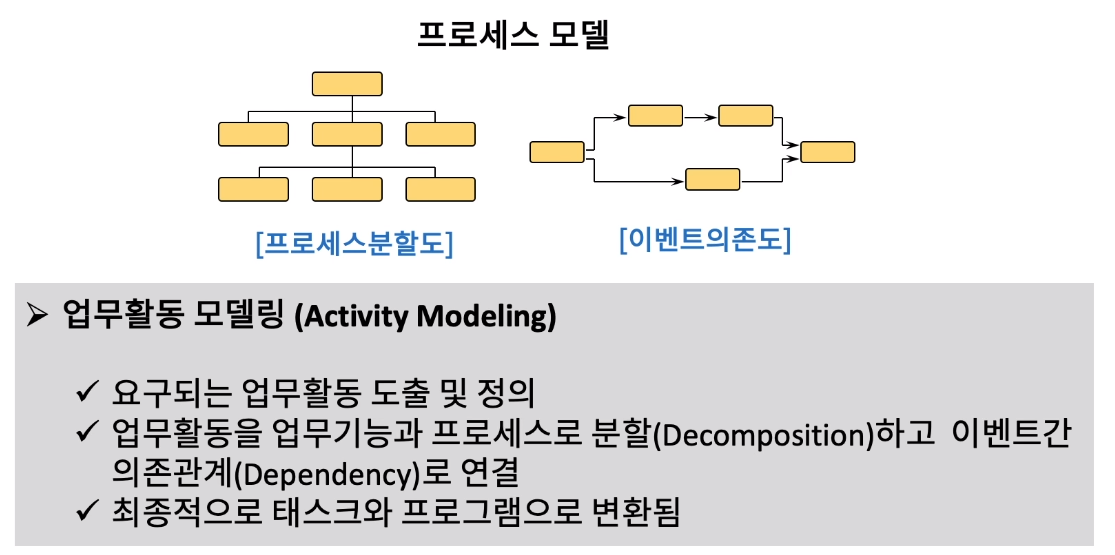 프로세스 모델
[프로세스분할도]
[이벤트의존도]
➢ 업무활동 모델링 (Activity Modeling)
✓ 요구되는 업무활동 도출 및 정의
✓ 업무활동을 업무기능과 프로세스로 분할(Decomposition)하고 이벤트간
의존관계(Dependency)로 연결
✓ 최종적으로 태스크와 프로그램으로 변환됨